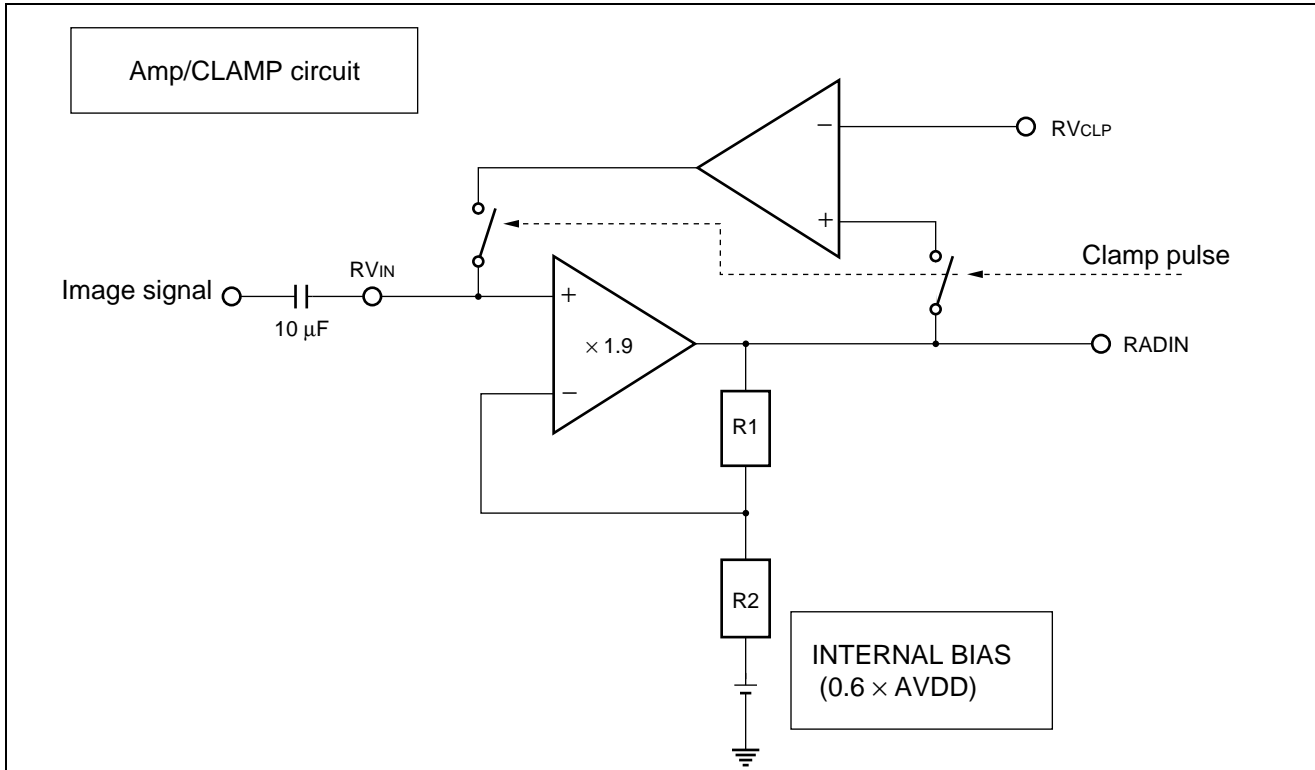 Amp/CLAMP circuit
−
RVCLP
+
Clamp pulse
RVIN
Image signal
10 μF
+
× 1.9
−
RADIN
R1
R2
INTERNAL BIAS
(0.6 × AVDD)